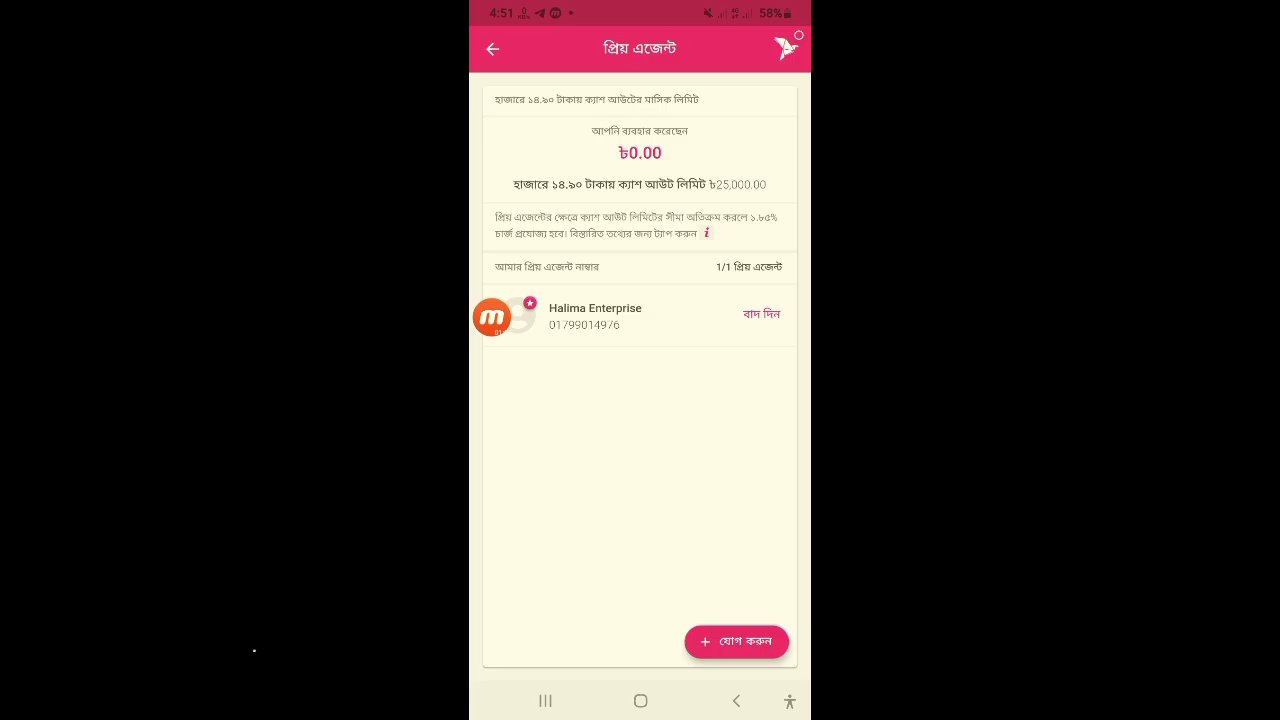 4:51
58%
প্রিয় এজেন্ট
হাজারে ১৪.৯০ টাকায় ক্যাশ আউটের মাসিক লিমিট
আপনি ব্যবহার করেছেন
৳0.00
হাজারে ১৪.৯০ টাকায় ক্যাশ আউট লিমিট ৳25,000.00
প্রিয় এজেন্টের ক্ষেত্রে ক্যাশ আউট লিমিটের সীমা অতিক্রম করলে ১.৮৫%
চার্জ প্রযোজ্য হবে। বিস্তারিত তথ্যের জন্য ট্যাপ করুন i
আমার প্রিয় এজেন্ট নাম্বার 1/1 প্রিয় এজেন্ট
Halima Enterprise
01799014976
বাদ দিন
+ যোগ করুন